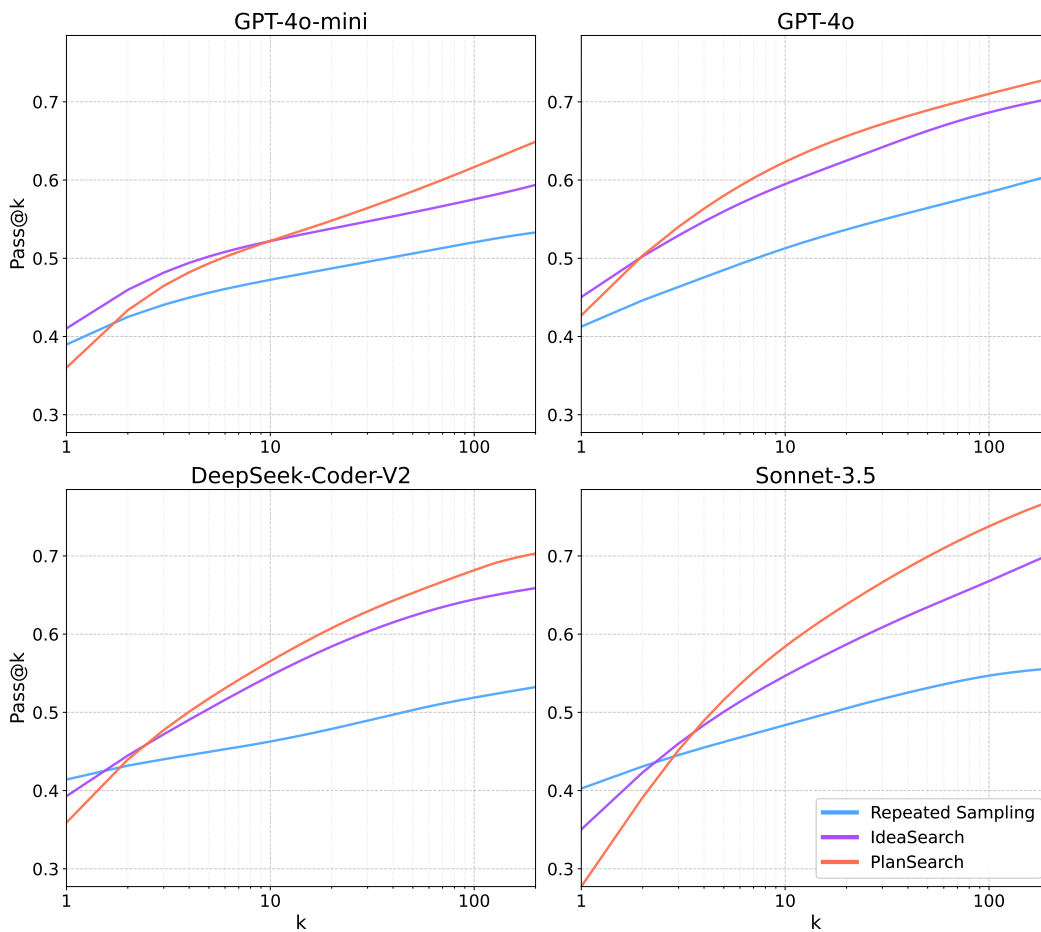 GPT-4o-mini
GPT-4o
Pass@k
0.7
0.6
0.5
0.4
0.3
1
10
100
0.7
0.6
0.5
0.4
0.3
1
10
100
DeepSeek-Coder-V2
Sonnet-3.5
Pass@k
0.7
0.6
0.5
0.4
0.3
1
10
100
k
0.7
0.6
0.5
0.4
0.3
1
10
100
k
Repeated Sampling
IdeaSearch
PlanSearch